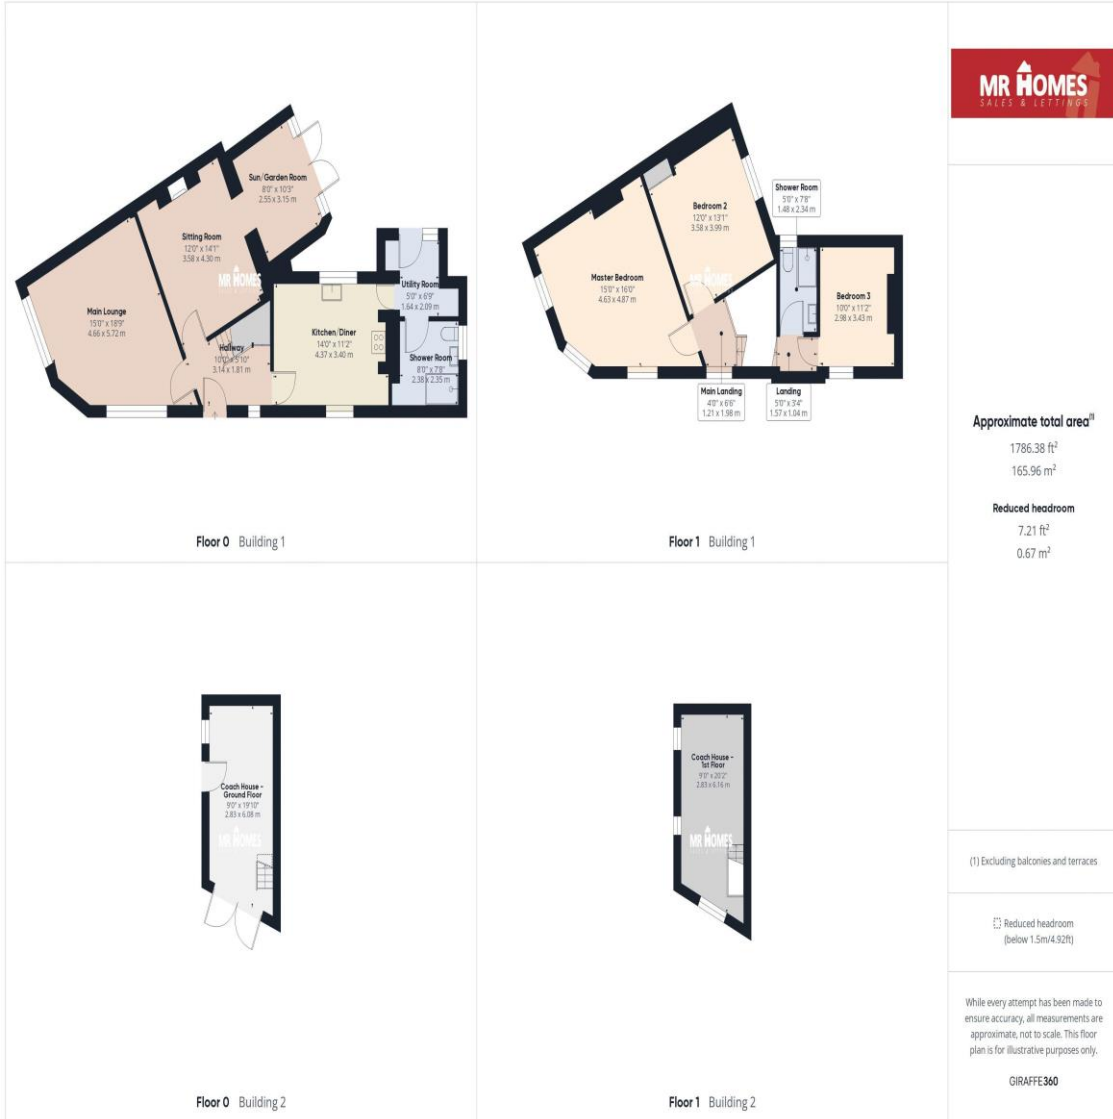 Sun/Garden Room
8'0" x 10'3"
2.55 x 3.15 m
Sitting Room
12'0" x 14'1"
3.58 x 4.30 m
MR HOMES
Main Lounge
15'0" x 18'9"
4.66 x 5.72 m
Hallway
10'0" x 5'10"
3.14 x 1.81 m
Kitchen/Diner
14'0" x 11'2"
4.37 x 3.40 m
Utility Room
5'0" x 6'9"
1.64 x 2.09 m
Shower Room
8'0" x 7'8"
2.38 x 2.35 m
Floor 0 Building 1
Bedroom 2
12'0" x 13'1"
3.58 x 3.99 m
Shower Room
5'0" x 7'8"
1.48 x 2.34 m
Master Bedroom
15'0" x 16'0"
4.63 x 4.87 m
MR HOMES
Bedroom 3
10'0" x 11'2"
2.98 x 3.43 m
Main Landing
4'0" x 6'6"
1.21 x 1.98 m
Landing
5'0" x 3'4"
1.57 x 1.04 m
Floor 1 Building 1
Coach House -
Ground Floor
9'0" x 19'10"
2.83 x 6.08 m
MR HOMES
Floor 0 Building 2
Coach House -
1st Floor
9'0" x 20'2"
2.83 x 6.16 m
MR HOMES
Floor 1 Building 2
MR HOMES
SALES & LETTINGS
Approximate total area(1)
1786.38 ft²
165.96 m²
Reduced headroom
7.21 ft²
0.67 m²
(1) Excluding balconies and terraces
Reduced headroom
(below 1.5m/4.92ft)
While every attempt has been made to
ensure accuracy, all measurements are
approximate, not to scale. This floor
plan is for illustrative purposes only.
GIRAFFE360